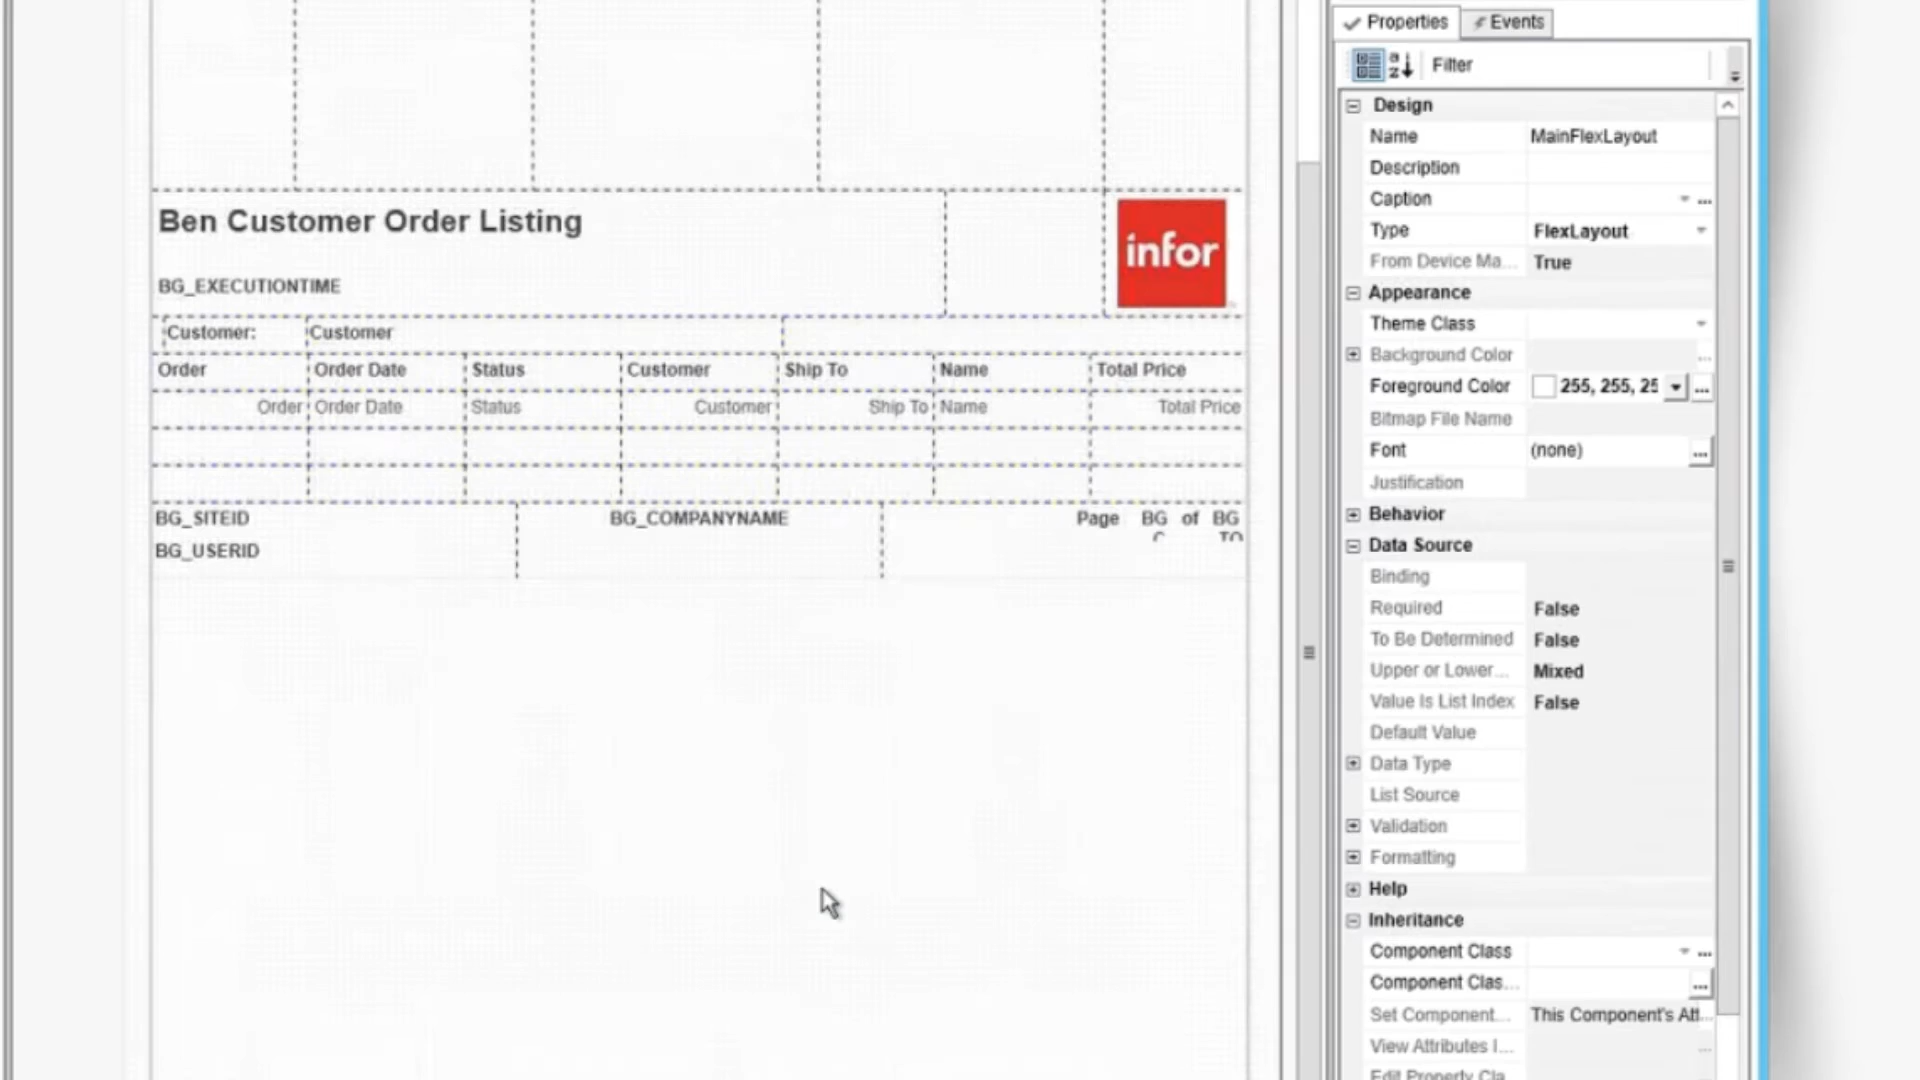 Properties
Events
Filter
Design
Name MainFlexLayout
Description
Caption ...
Type FlexLayout
From Device Ma... True
Appearance
Theme Class
Background Color ...
Foreground Color 255, 255, 25 ...
Bitmap File Name
Font (none) ...
Justification
Behavior
Data Source
Binding
Required False
To Be Determined False
Upper or Lower... Mixed
Value Is List Index False
Default Value
Data Type
List Source
Validation
Formatting
Help
Inheritance
Component Class ...
Component Clas... ...
Set Component... This Component's Att...
View Attributes I... ...
Edit Property Cla
Ben Customer Order Listing
infor
BG_EXECUTIONTIME
Customer: Customer
Order Order Date Status Customer Ship To Name Total Price
Order Order Date Status Customer Ship To Name Total Price
BG_SITEID BG_COMPANYNAME Page BG of BG
BG_USERID